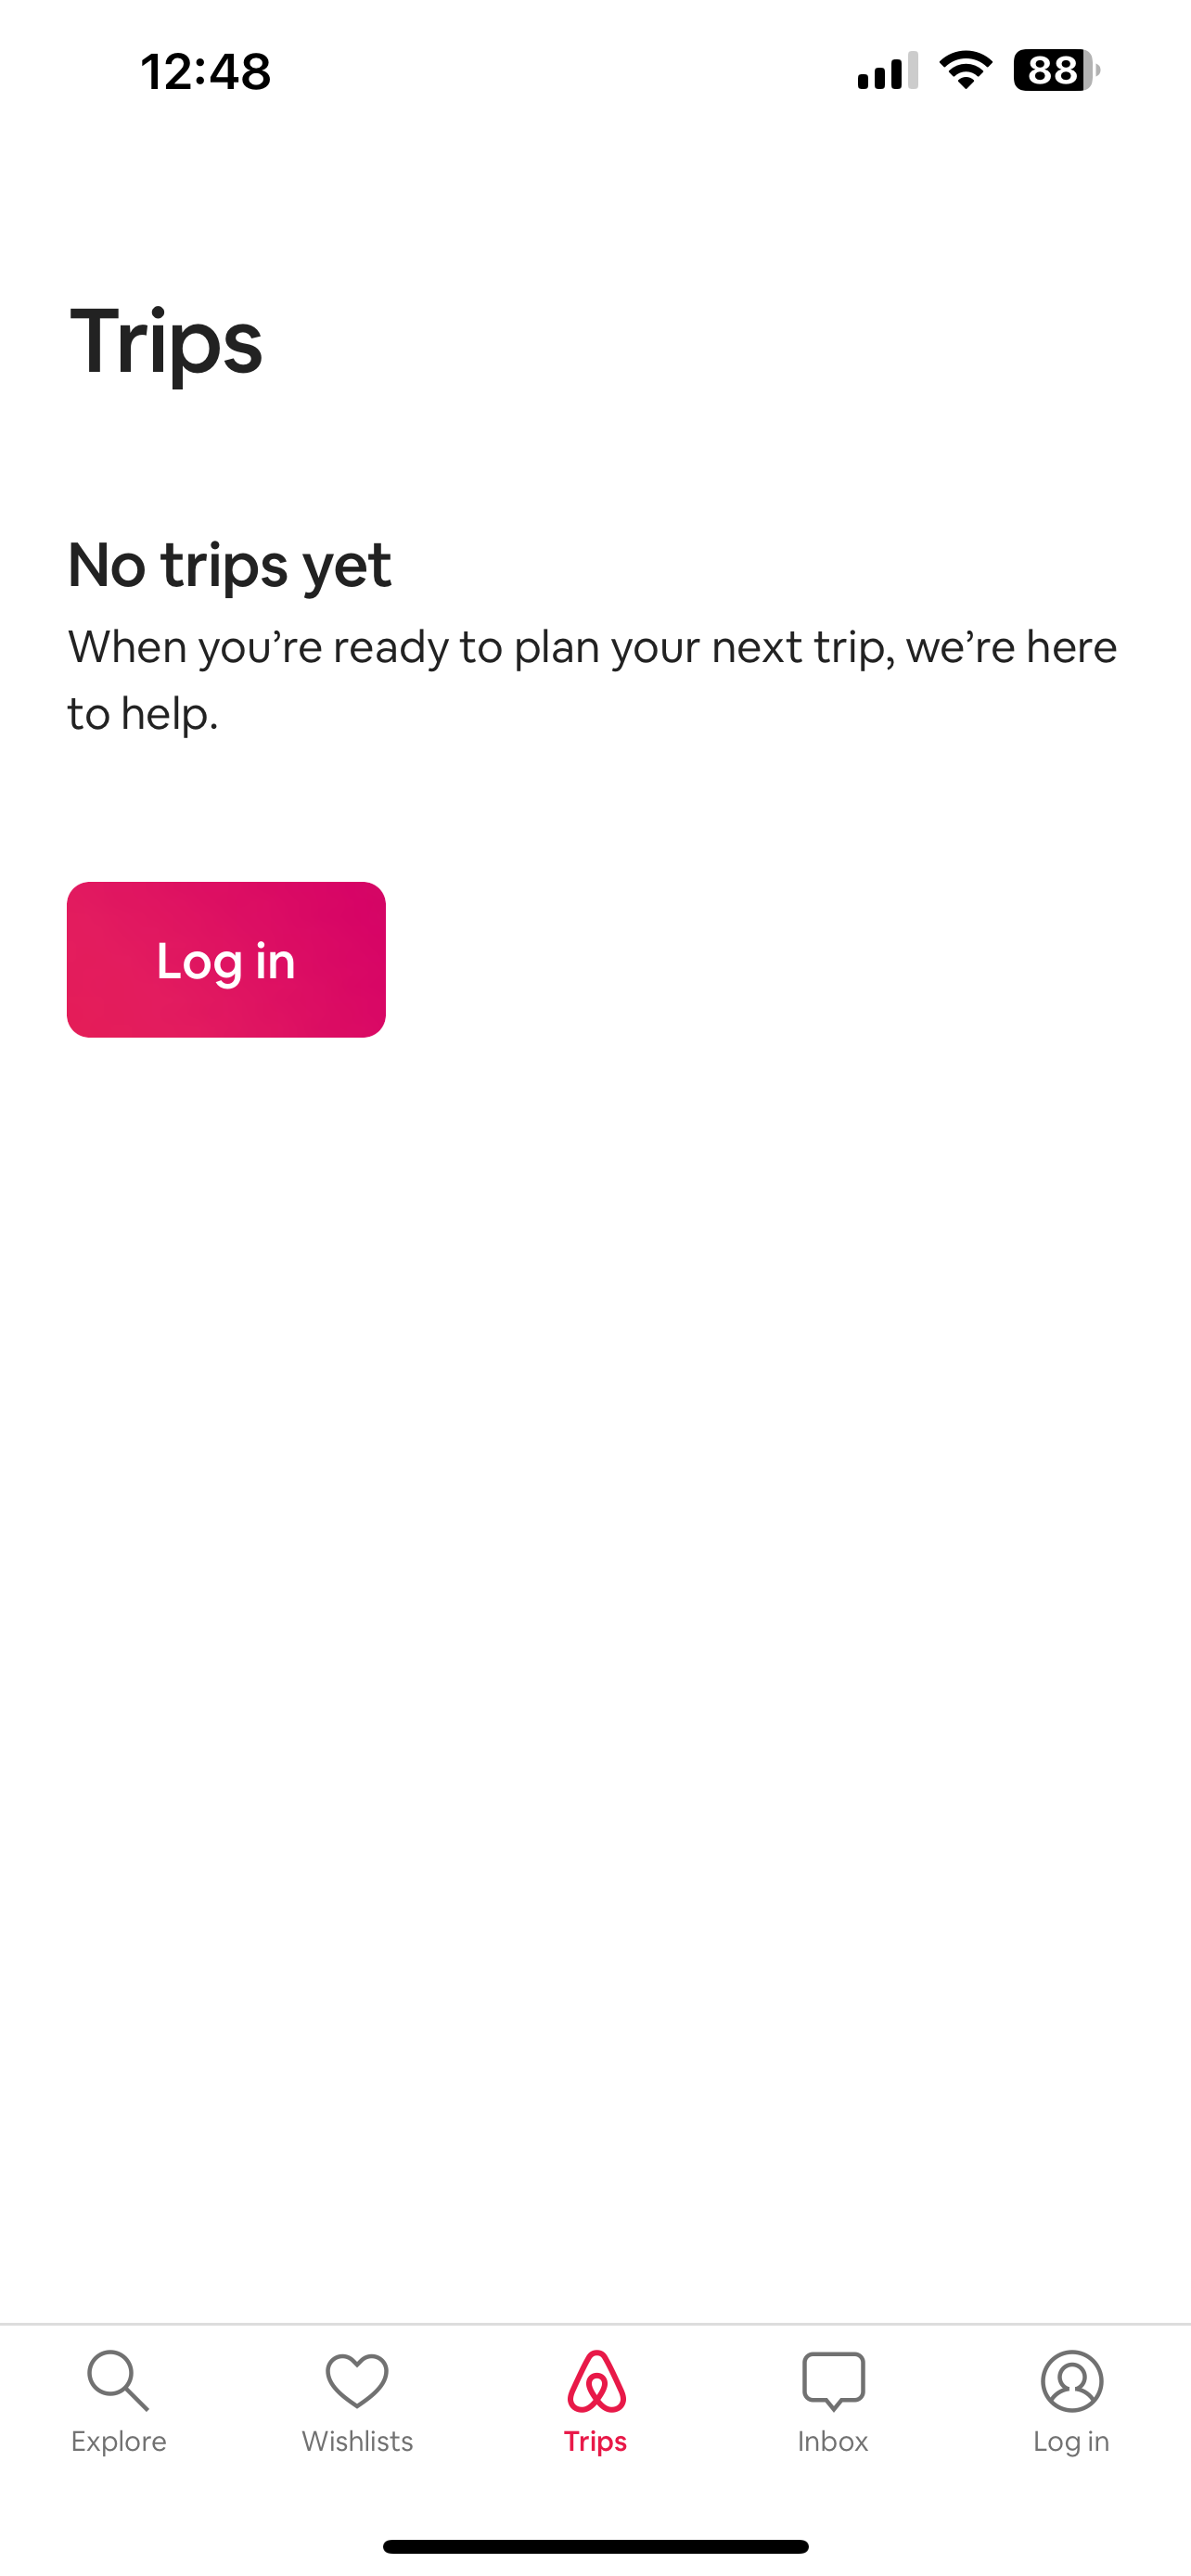 12:48
88
Trips
No trips yet
When you’re ready to plan your next trip, we’re here
to help.
Log in
Explore
Wishlists
Trips
Inbox
Log in